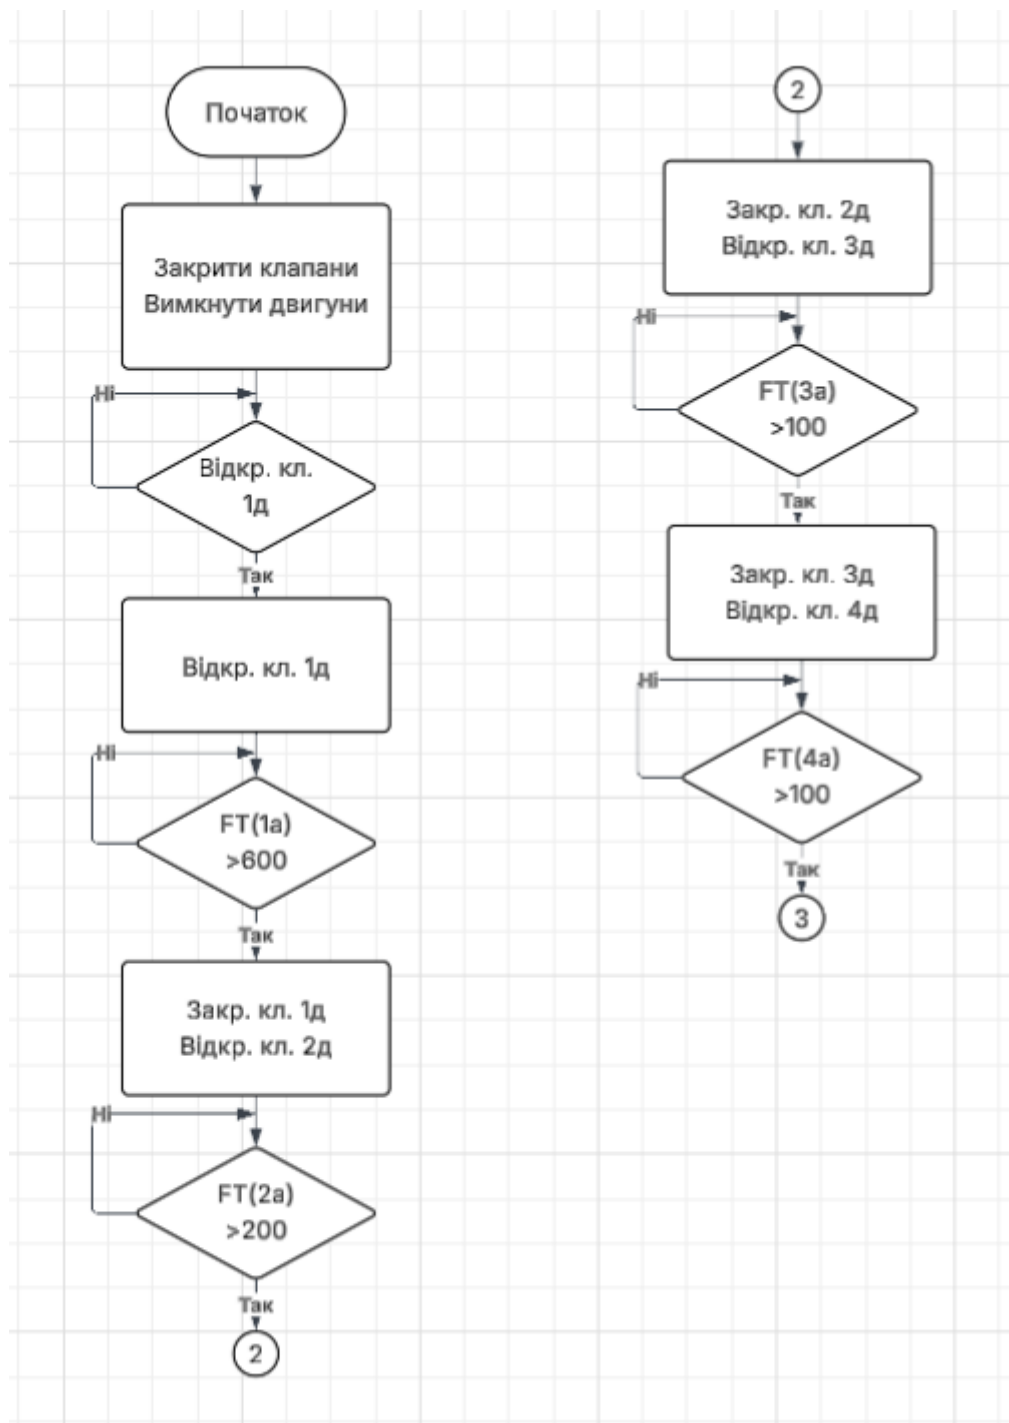 Початок
Закрити клапани
Вимкнути двигуни
Ні
Відкр. кл.
1д
Так
Відкр. кл. 1д
Ні
FT(1a)
>600
Так
Закр. кл. 1д
Відкр. кл. 2д
Ні
FT(2a)
>200
Так
2
2
Закр. кл. 2д
Відкр. кл. 3д
Ні
FT(3a)
>100
Так
Закр. кл. 3д
Відкр. кл. 4д
Ні
FT(4a)
>100
Так
3